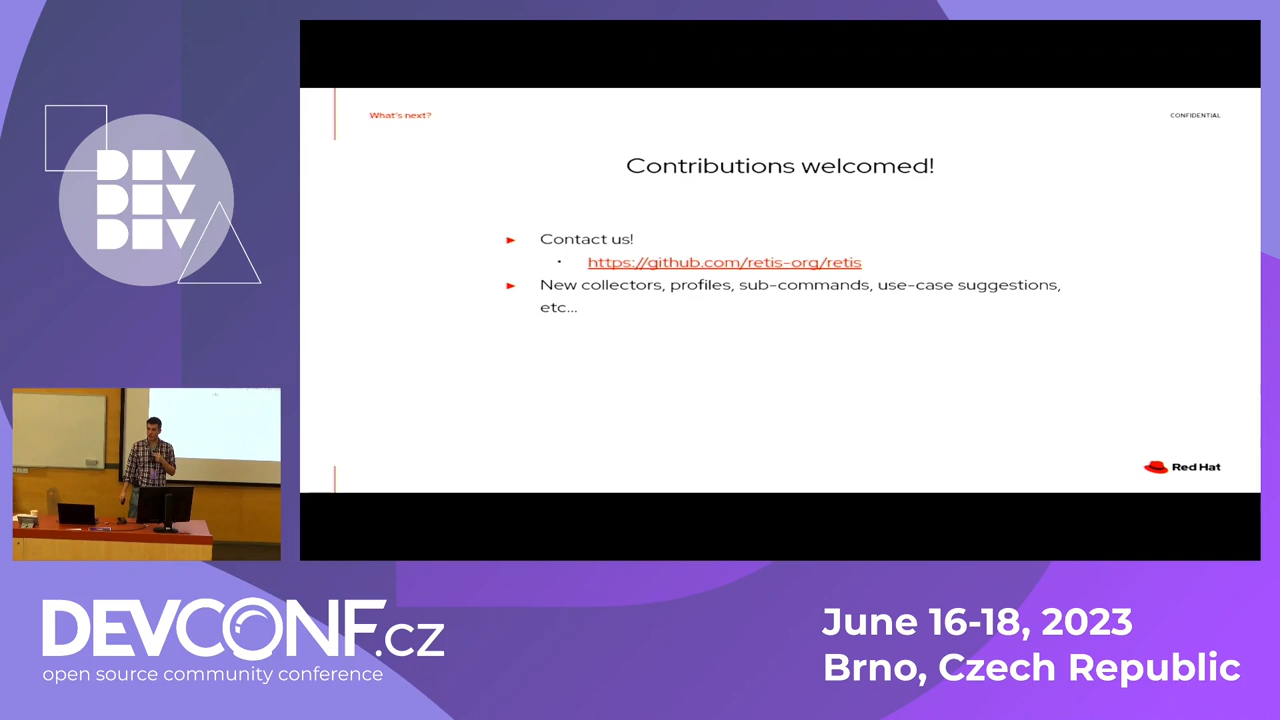 DEV
DEV
DEV
What's next?
CONFIDENTIAL
Contributions welcomed!
Contact us!
https://github.com/retis-org/retis
New collectors, profiles, sub-commands, use-case suggestions,
etc...
Red Hat
DEVCONF.cz
open source community conference
June 16-18, 2023
Brno, Czech Republic